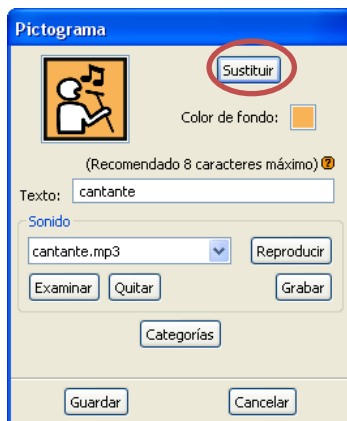 Pictograma
Sustituir
Color de fondo:
(Recomendado 8 caracteres máximo) ?
Texto: cantante
Sonido
cantante.mp3 Reproducir
Examinar Quitar Grabar
Categorías
Guardar Cancelar